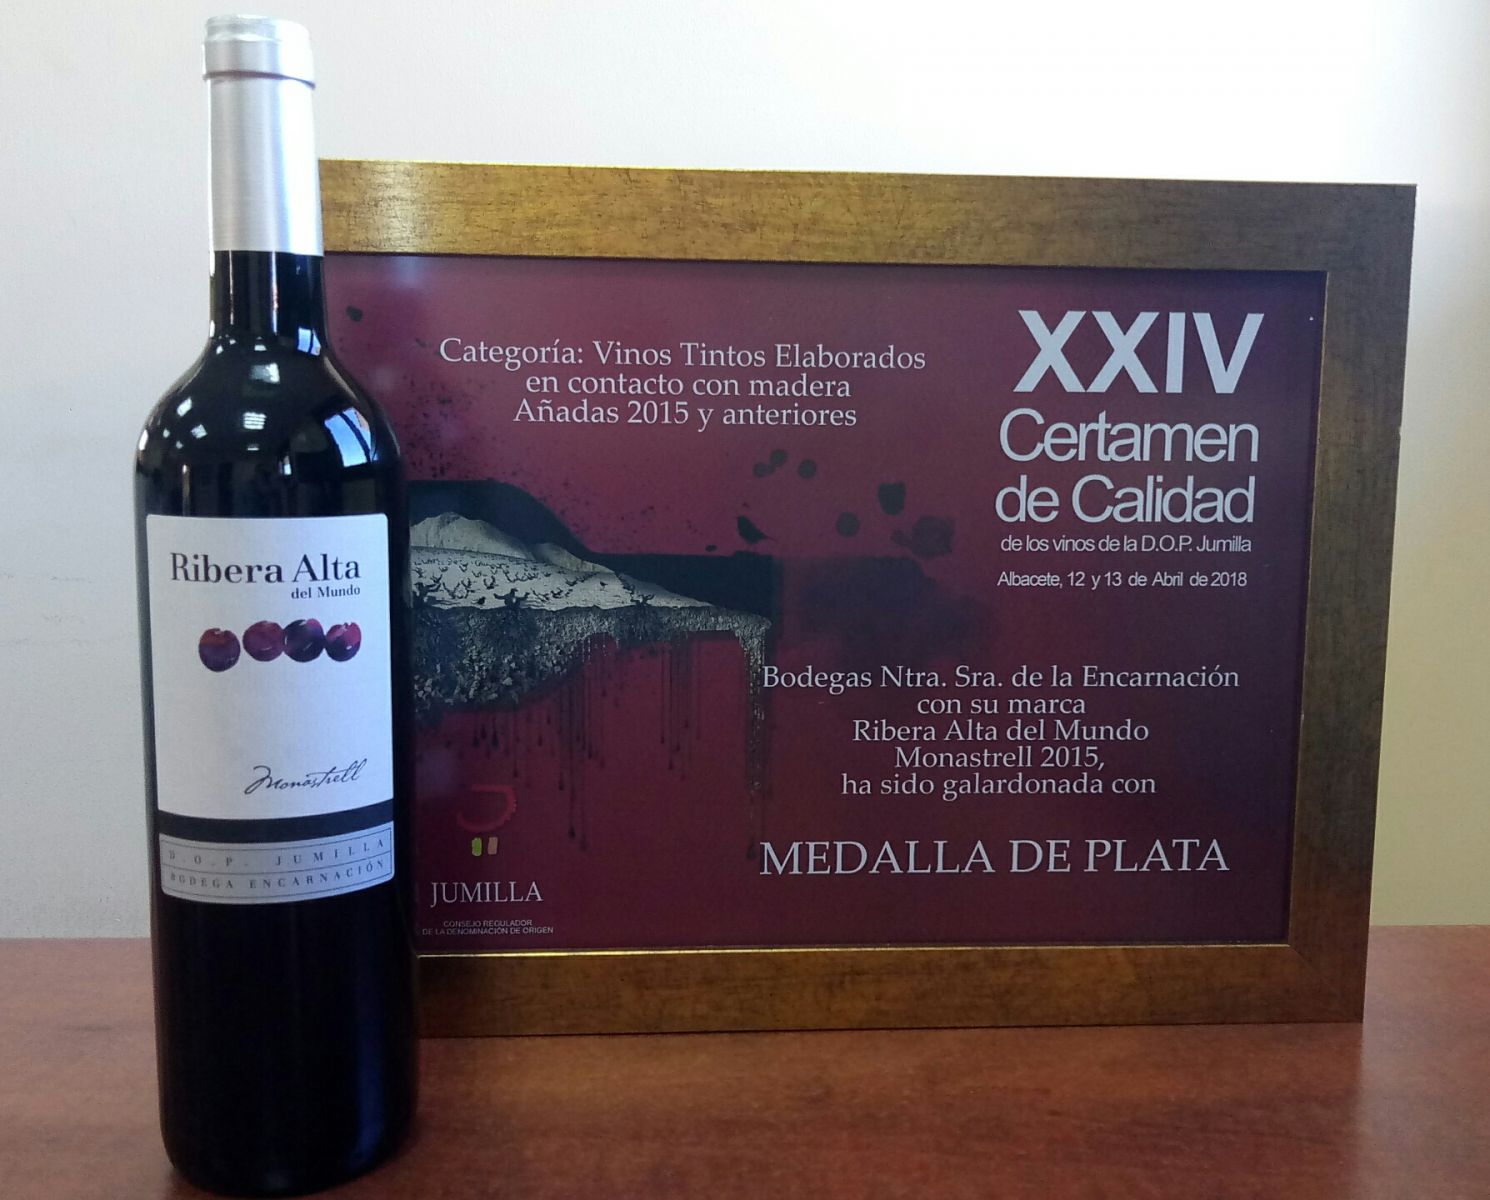 Ribera Alta
del Mundo
Monastrell
D.O.P. JUMILLA
BODEGA ENCARNACIÓN
Categoría: Vinos Tintos Elaborados
en contacto con madera
Añadas 2015 y anteriores
XXIV
Certamen
de Calidad
de los vinos de la D.O.P. Jumilla
Albacete, 12 y 13 de Abril de 2018
Bodegas Ntra. Sra. de la Encarnación
con su marca
Ribera Alta del Mundo
Monastrell 2015,
ha sido galardonada con
MEDALLA DE PLATA
JUMILLA
CONSEJO REGULADOR
DE LA DENOMINACIÓN DE ORIGEN